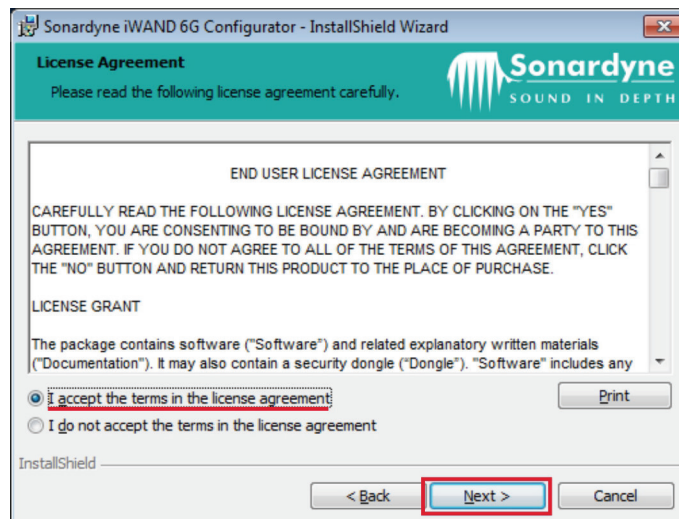 Sonardyne iWAND 6G Configurator - InstallShield Wizard
License Agreement
Please read the following license agreement carefully.
Sonardyne
SOUND IN DEPTH
END USER LICENSE AGREEMENT
CAREFULLY READ THE FOLLOWING LICENSE AGREEMENT. BY CLICKING ON THE "YES"
BUTTON, YOU ARE CONSENTING TO BE BOUND BY AND ARE BECOMING A PARTY TO THIS
AGREEMENT. IF YOU DO NOT AGREE TO ALL OF THE TERMS OF THIS AGREEMENT, CLICK
THE "NO" BUTTON AND RETURN THIS PRODUCT TO THE PLACE OF PURCHASE.
LICENSE GRANT
The package contains software ("Software") and related explanatory written materials
("Documentation"). It may also contain a security dongle ("Dongle"). "Software" includes any
I accept the terms in the license agreement
Print
I do not accept the terms in the license agreement
InstallShield
< Back
Next >
Cancel